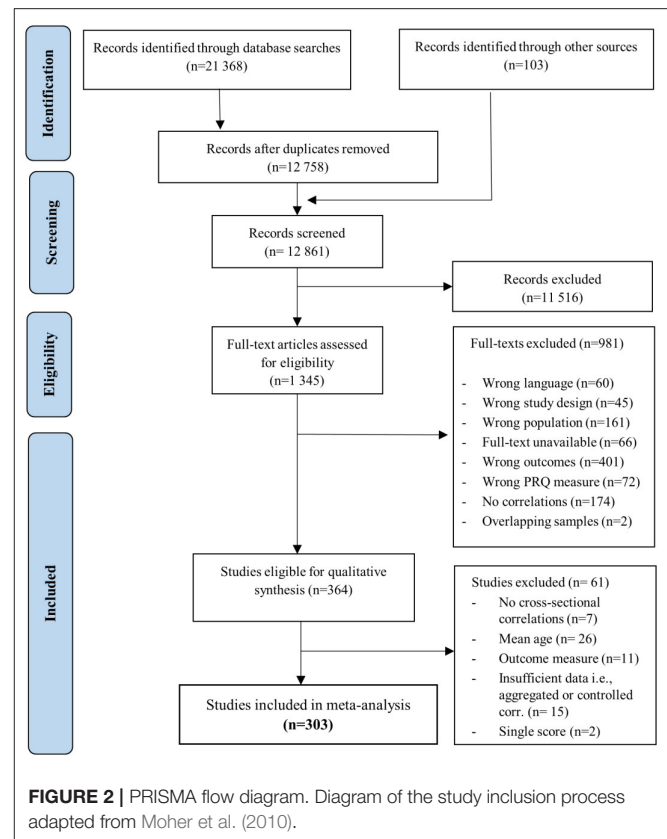 Identification
Records identified through database searches
(n=21 368)
Records identified through other sources
(n=103)
Records after duplicates removed
(n=12 758)
Screening
Records screened
(n= 12 861)
Records excluded
(n=11 516)
Eligibility
Full-text articles assessed
for eligibility
(n=1 345)
Full-texts excluded (n=981)
- Wrong language (n=60)
- Wrong study design (n=45)
- Wrong population (n=161)
- Full-text unavailable (n=66)
- Wrong outcomes (n=401)
- Wrong PRQ measure (n=72)
- No correlations (n=174)
- Overlapping samples (n=2)
Included
Studies eligible for qualitative
synthesis (n=364)
Studies excluded (n= 61)
• No cross-sectional
correlations (n=7)
• Mean age (n= 26)
• Outcome measure (n=11)
• Insufficient data i.e.,
aggregated or controlled
corr. (n= 15)
• Single score (n=2)
Studies included in meta-analysis
(n=303)
FIGURE 2 | PRISMA flow diagram. Diagram of the study inclusion process
adapted from Moher et al. (2010).